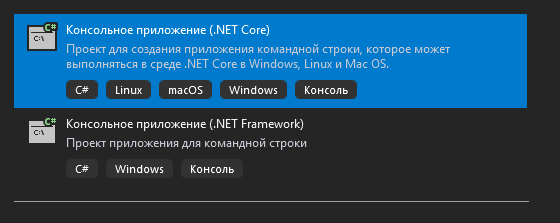 Консольное приложение (.NET Core)
Проект для создания приложения командной строки, которое может
выполняться в среде .NET Core в Windows, Linux и Mac OS.
C# Linux macOS Windows Консоль
Консольное приложение (.NET Framework)
Проект приложения для командной строки
C# Windows Консоль